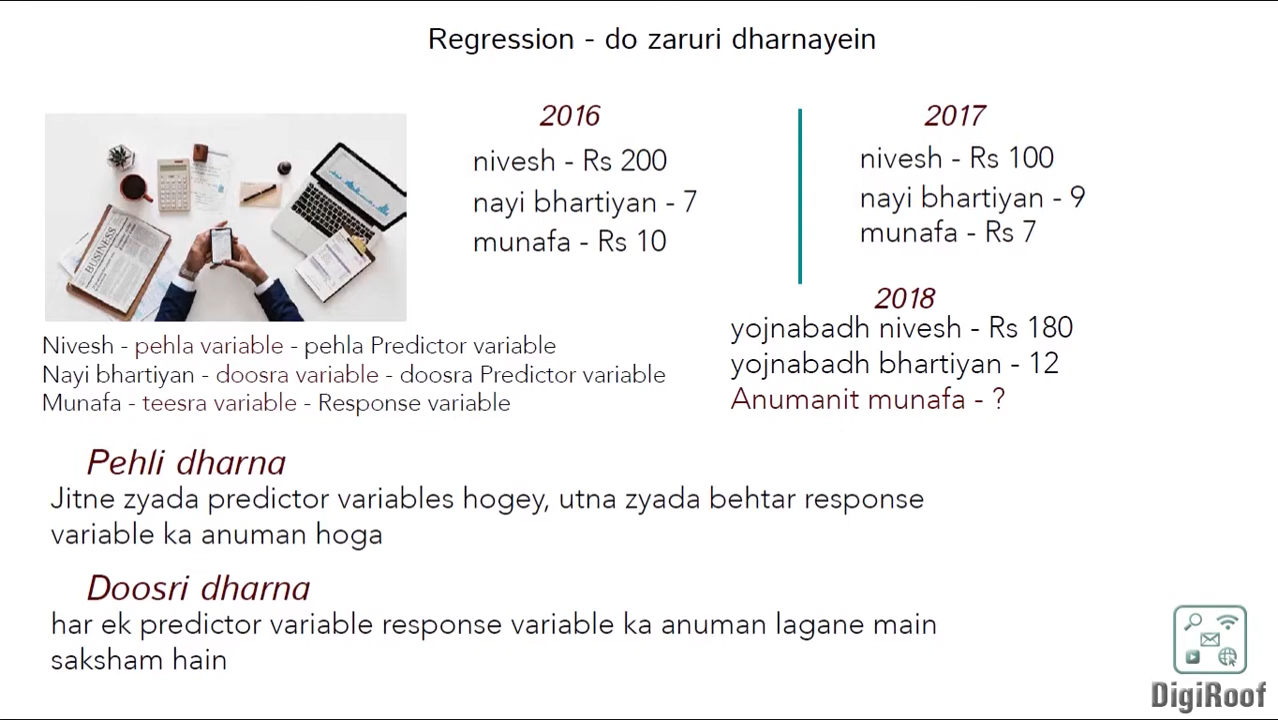 Regression - do zaruri dharnayein
2016
nivesh - Rs 200
nayi bhartiyan - 7
munafa - Rs 10
2017
nivesh - Rs 100
nayi bhartiyan - 9
munafa - Rs 7
2018
yojnabadh nivesh - Rs 180
yojnabadh bhartiyan - 12
Anumanit munafa - ?
BUSINESS
Nivesh - pehla variable - pehla Predictor variable
Nayi bhartiyan - doosra variable - doosra Predictor variable
Munafa - teesra variable - Response variable
Pehli dharna
Jitne zyada predictor variables hogey, utna zyada behtar response
variable ka anuman hoga
Doosri dharna
har ek predictor variable response variable ka anuman lagane main
saksham hain
DigiRoof